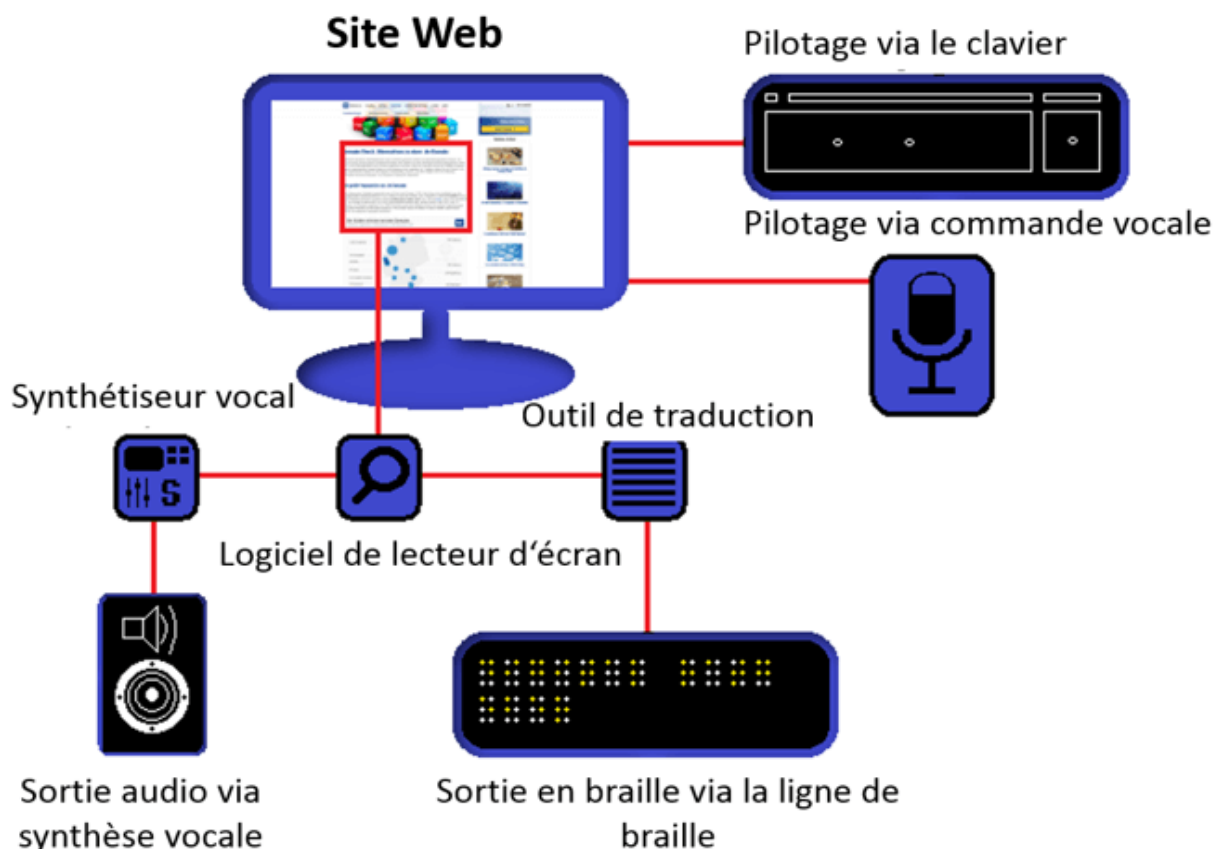 Site Web
Pilotage via le clavier
Pilotage via commande vocale
Synthétiseur vocal
Outil de traduction
S
Logiciel de lecteur d‘écran
Sortie audio via
synthèse vocale
Sortie en braille via la ligne de
braille